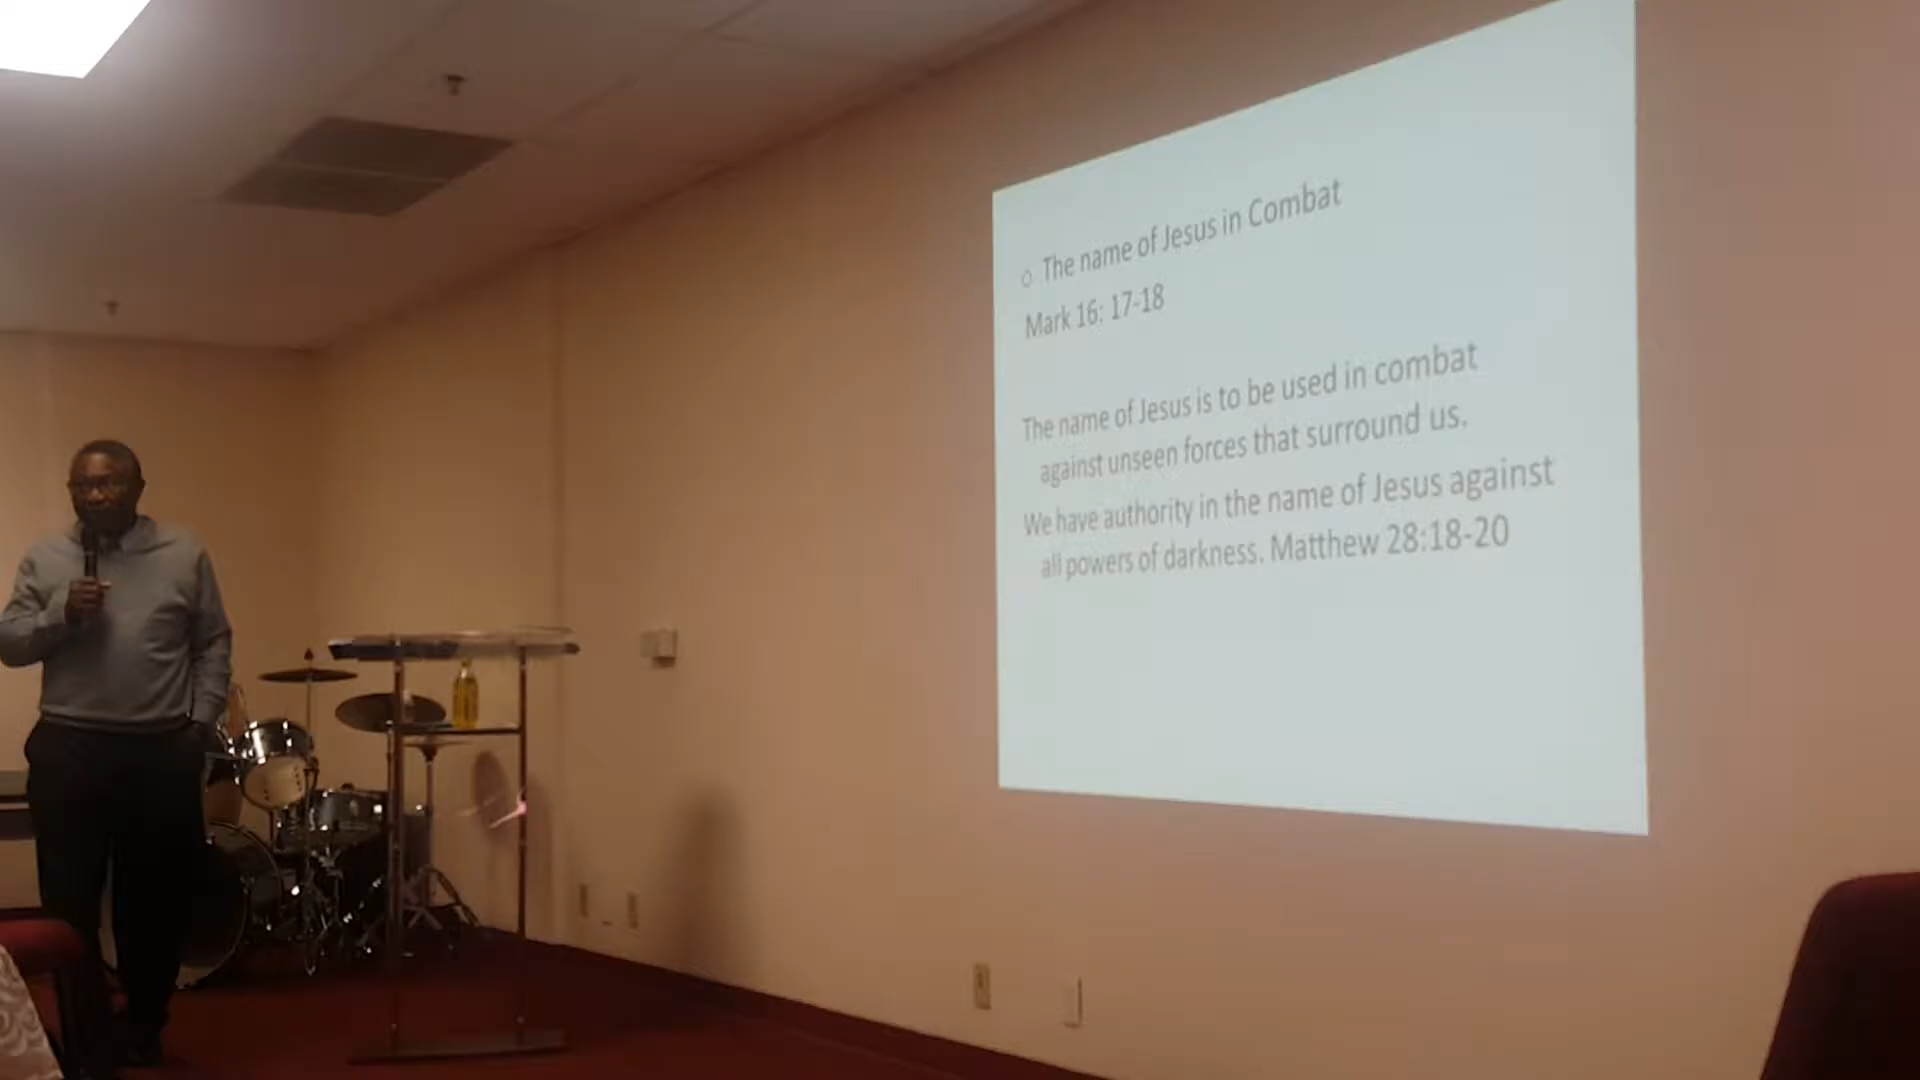 ○ The name of Jesus in Combat
Mark 16: 17-18
The name of Jesus is to be used in combat
against unseen forces that surround us.
We have authority in the name of Jesus against
all powers of darkness. Matthew 28:18-20